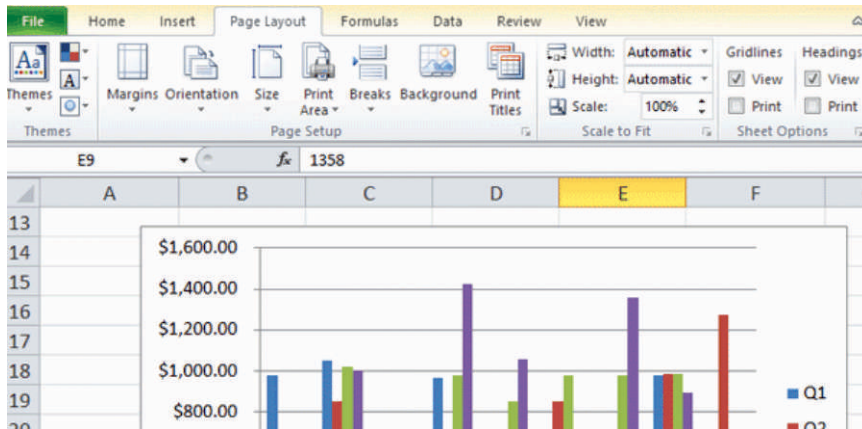 File Home Insert Page Layout Formulas Data Review View
Aa Width: Automatic Gridlines Headings
A Height: Automatic View View
Themes Margins Orientation Size Print Breaks Background Print Scale: 100% Print Print
Area Titles
Themes Page Setup Scale to Fit Sheet Options
E9 fx 1358
A B C D E F
13
14 $1,600.00
15 $1,400.00
16
17 $1,200.00
18 $1,000.00
19 Q1
$800.00
20 Q2